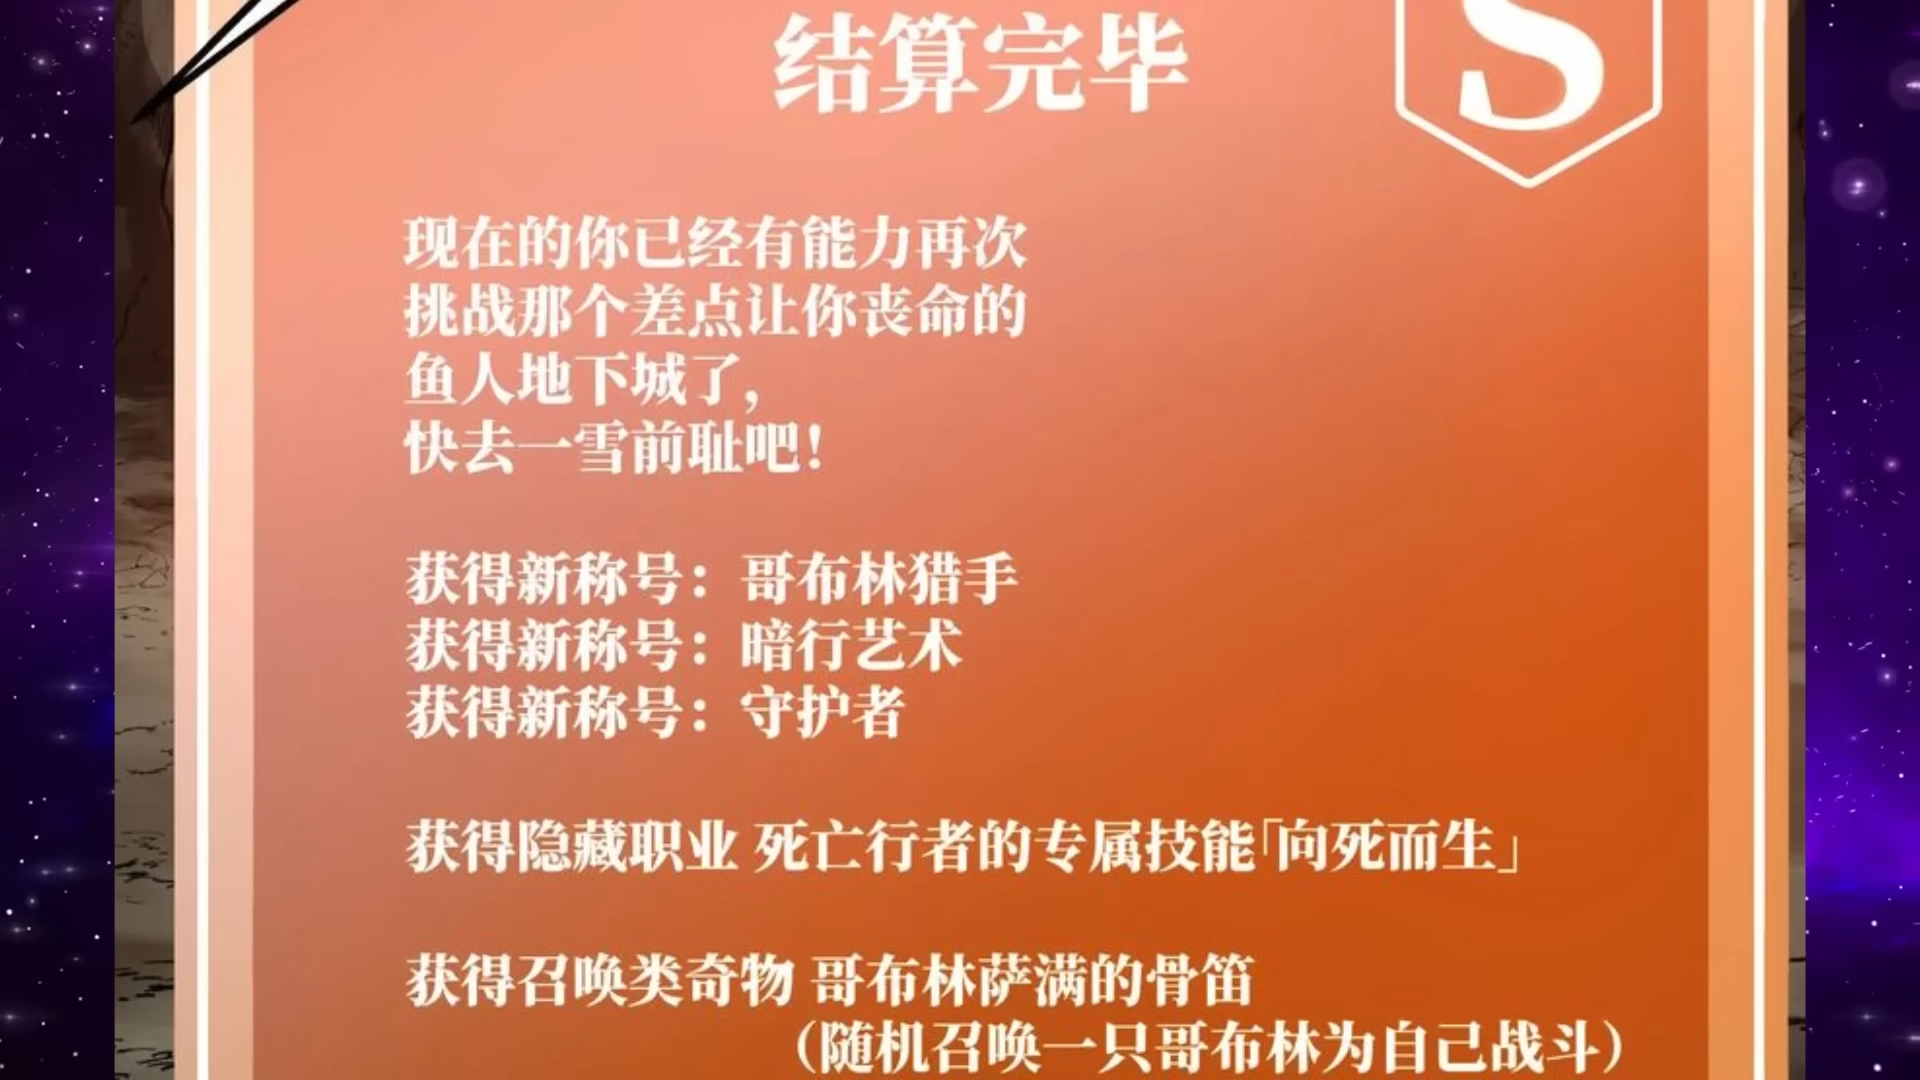 结算完毕
S
现在的你已经有能力再次
挑战那个差点让你丧命的
鱼人地下城了，
快去一雪前耻吧！
获得新称号：哥布林猎手
获得新称号：暗行艺术
获得新称号：守护者
获得隐藏职业 死亡行者的专属技能「向死而生」
获得召唤类奇物 哥布林萨满的骨笛
（随机召唤一只哥布林为自己战斗）